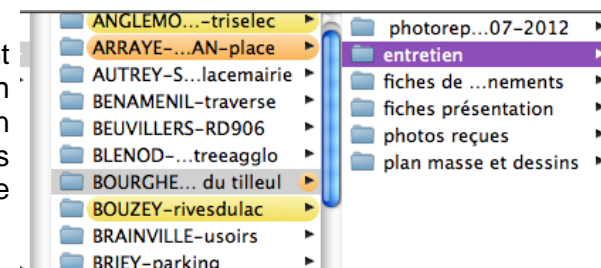 t
n
n
s
e
ANGLEMO...-triselec
ARRAYE-...AN-place
AUTREY-S...lacemairie
BENAMENIL-traverse
BEUVILLERS-RD906
BLENOD-...treeagglo
BOURGHE... du tilleul
BOUZEY-rivesdulac
BRAINVILLE-usoirs
BRIEY-parking
photorep...07-2012
entretien
fiches de ...nements
fiches présentation
photos reçues
plan masse et dessins